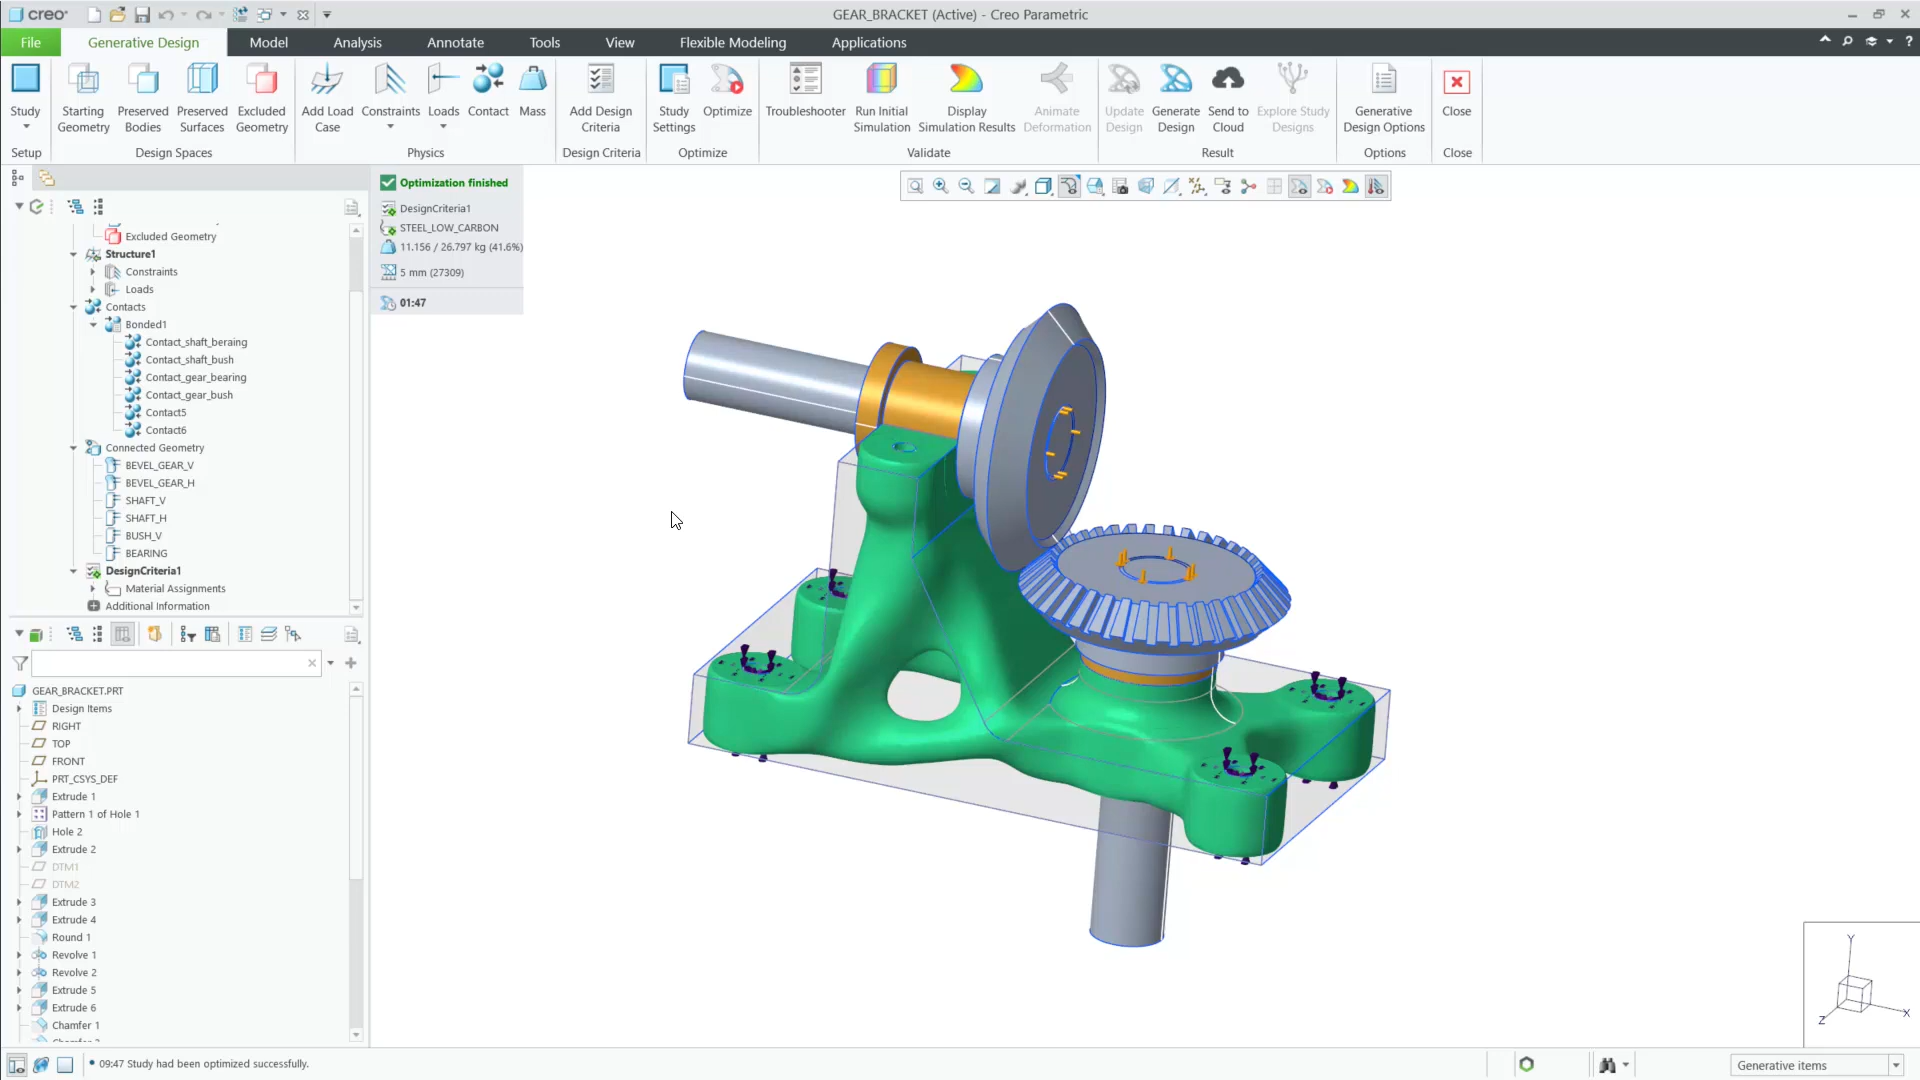 creo
GEAR_BRACKET (Active) - Creo Parametric
File
Generative Design
Model
Analysis
Annotate
Tools
View
Flexible Modeling
Applications
?
Study
Starting Geometry
Preserved Bodies
Preserved Surfaces
Excluded Geometry
Add Load Case
Constraints
Loads
Contact
Mass
Add Design Criteria
Study Settings
Optimize
Troubleshooter
Run Initial Simulation
Display Simulation Results
Animate Deformation
Update Design
Generate Design
Send to Cloud
Explore Study Designs
Generative Design Options
Close
Setup
Design Spaces
Physics
Design Criteria
Optimize
Validate
Result
Options
Close
Excluded Geometry
Structure1
Constraints
Loads
Contacts
Bonded1
Contact_shaft_beraing
Contact_shaft_bush
Contact_gear_bearing
Contact_gear_bush
Contact5
Contact6
Connected Geometry
BEVEL_GEAR_V
BEVEL_GEAR_H
SHAFT_V
SHAFT_H
BUSH_V
BEARING
DesignCriteria1
Material Assignments
Additional Information
GEAR_BRACKET.PRT
Design Items
RIGHT
TOP
FRONT
PRT_CSYS_DEF
Extrude 1
Pattern 1 of Hole 1
Hole 2
Extrude 2
DTM1
DTM2
Extrude 3
Extrude 4
Round 1
Revolve 1
Revolve 2
Extrude 5
Extrude 6
Chamfer 1
Optimization finished
DesignCriteria1
STEEL_LOW_CARBON
11.156 / 26.797 kg (41.6%)
5 mm (27309)
01:47
Y
X
Z
• 09:47 Study had been optimized successfully.
Generative items